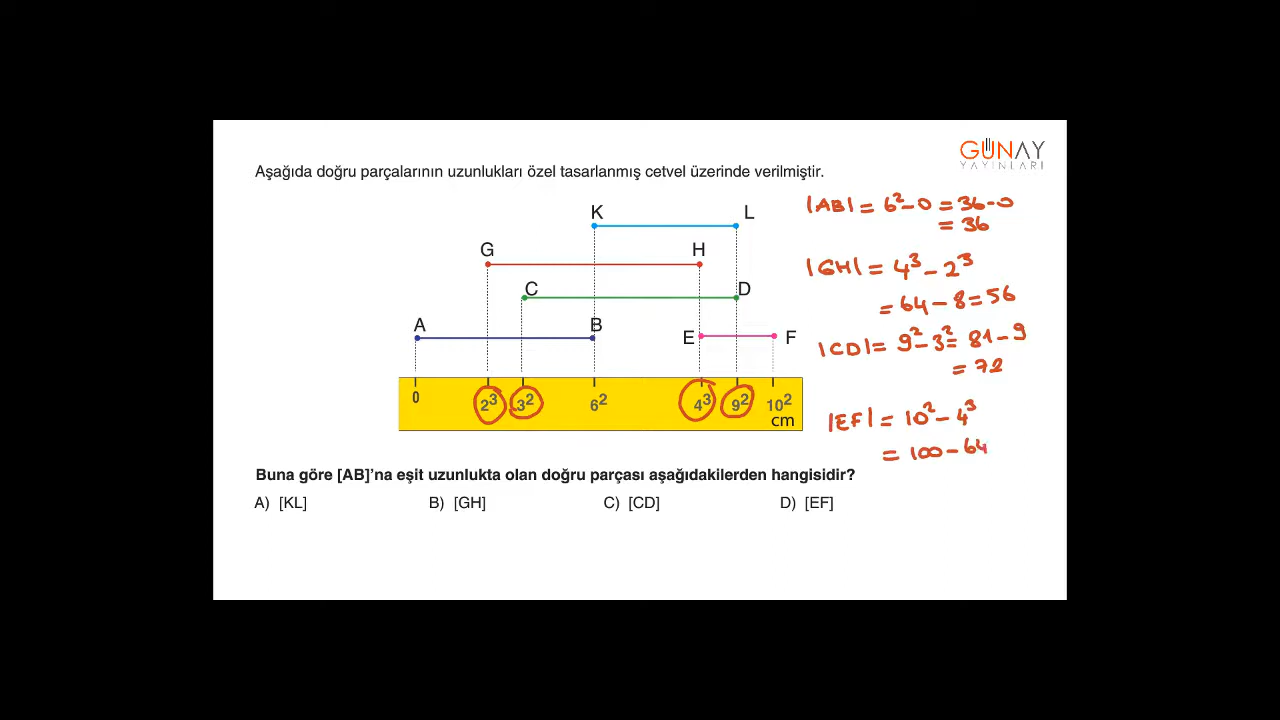 GÜNAY
YAYINLARI
Aşağıda doğru parçalarının uzunlukları özel tasarlanmış cetvel üzerinde verilmiştir.
K L
G H
C D
A B E F
0 2³ 3² 6² 4³ 9² 10²
cm
|AB| = 6² - 0 = 36 - 0
= 36
|GH| = 4³ - 2³
= 64 - 8 = 56
|CD| = 9² - 3² = 81 - 9
= 72
|EF| = 10² - 4³
= 100 - 64
Buna göre [AB]'na eşit uzunlukta olan doğru parçası aşağıdakilerden hangisidir?
A) [KL] B) [GH] C) [CD] D) [EF]